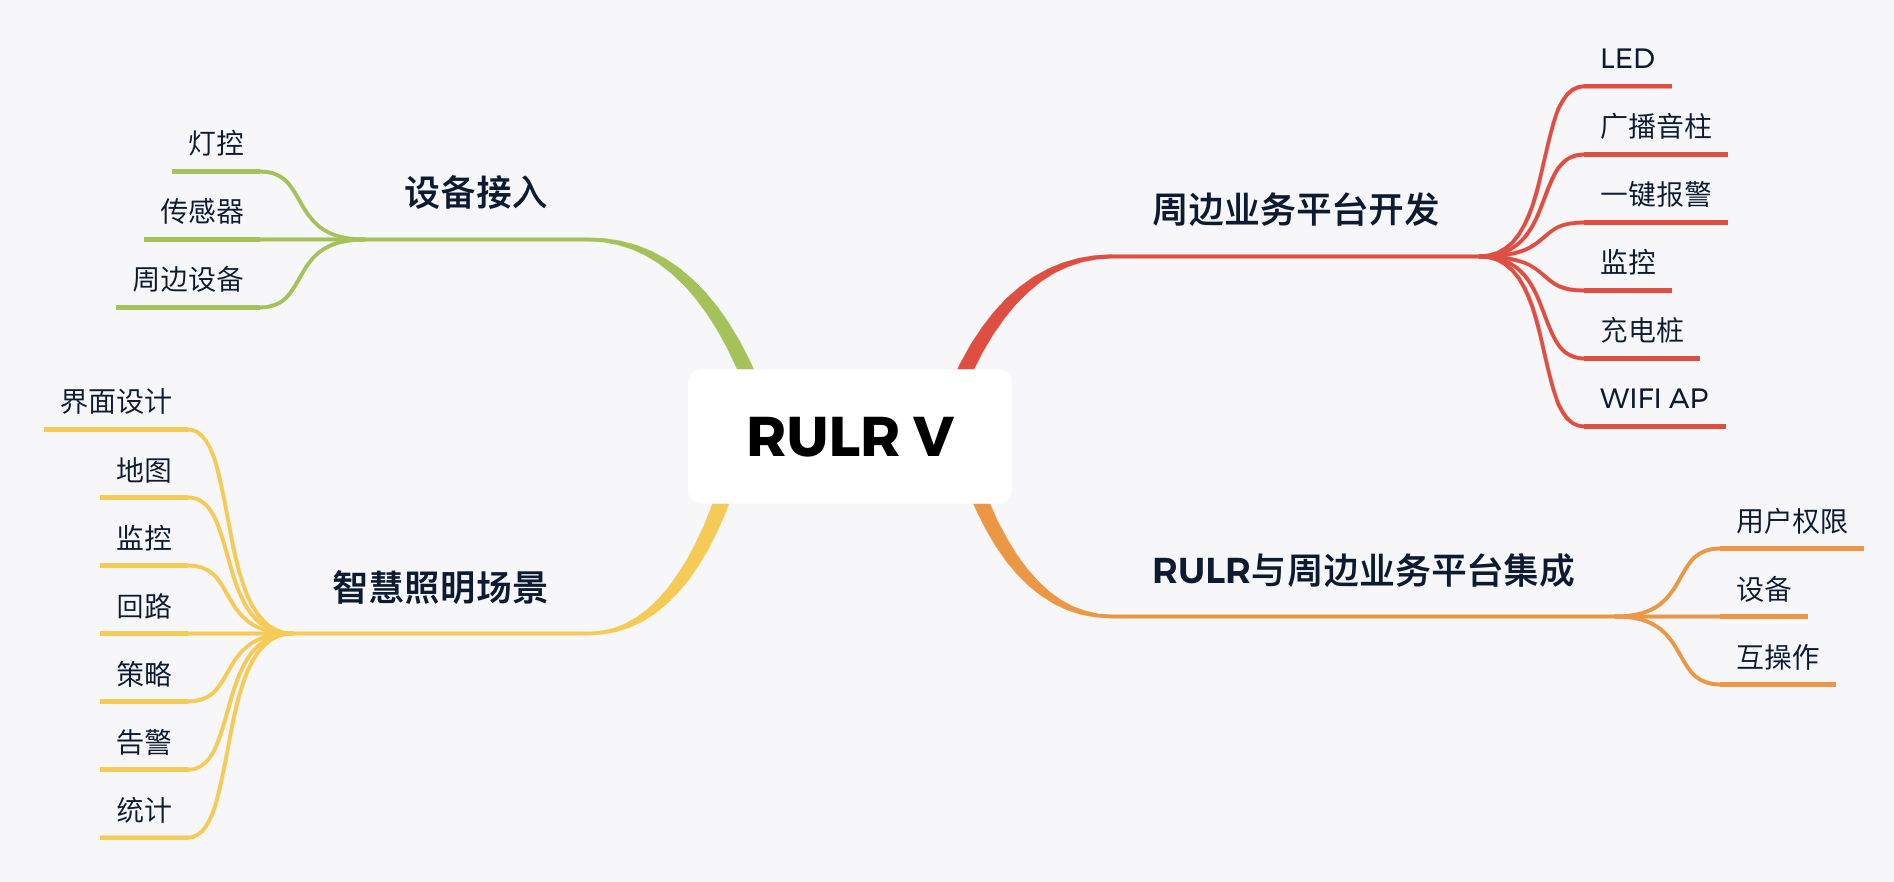 RULR V
周边业务平台开发
LED
广播音柱
一键报警
监控
充电桩
WIFI AP
RULR与周边业务平台集成
用户权限
设备
互操作
设备接入
灯控
传感器
周边设备
智慧照明场景
界面设计
地图
监控
回路
策略
告警
统计